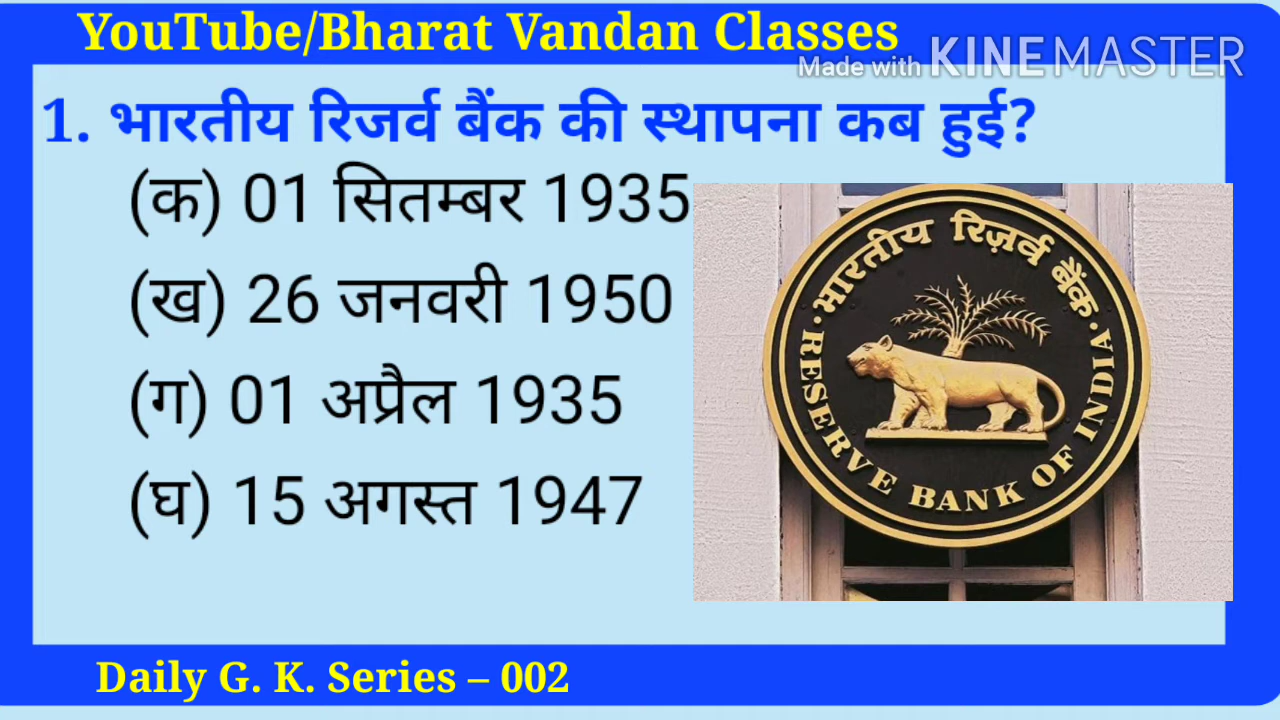 YouTube/Bharat Vandan Classes
Made with KINEMASTER
1. भारतीय रिजर्व बैंक की स्थापना कब हुई?
(क) 01 सितम्बर 1935
(ख) 26 जनवरी 1950
(ग) 01 अप्रैल 1935
(घ) 15 अगस्त 1947
भारतीय रिज़र्व बैंक
RESERVE BANK OF INDIA
Daily G. K. Series – 002